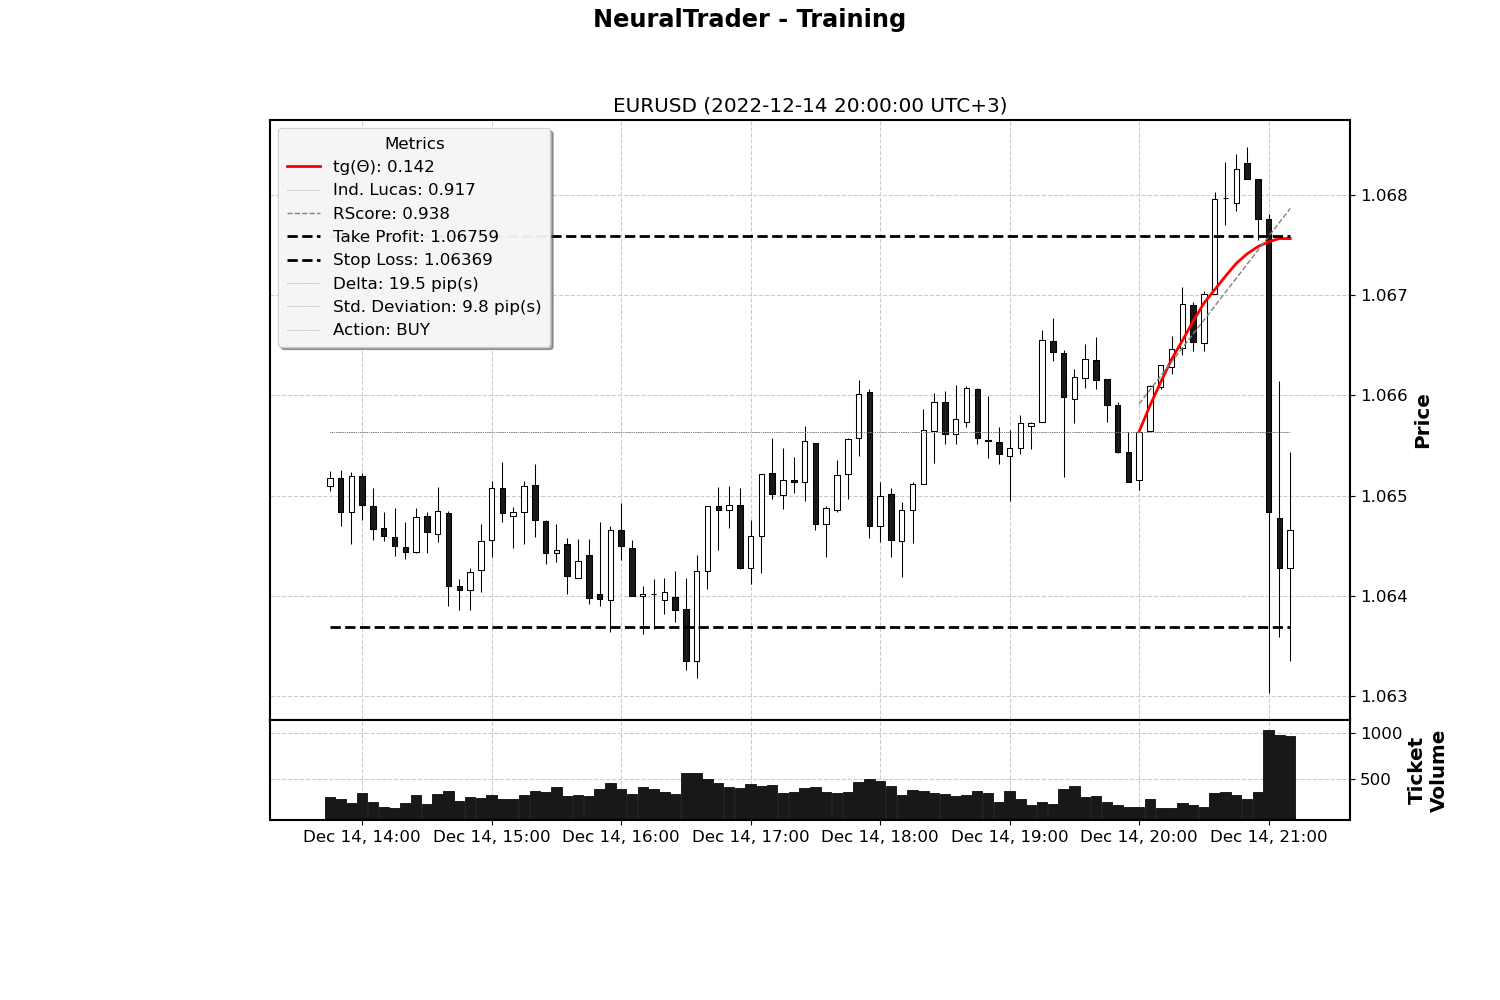 NeuralTrader - Training
EURUSD (2022-12-14 20:00:00 UTC+3)
Metrics
tg(Θ): 0.142
Ind. Lucas: 0.917
RScore: 0.938
Take Profit: 1.06759
Stop Loss: 1.06369
Delta: 19.5 pip(s)
Std. Deviation: 9.8 pip(s)
Action: BUY
1.068
1.067
1.066
1.065
1.064
1.063
Price
1000
500
Ticket
Volume
Dec 14, 14:00
Dec 14, 15:00
Dec 14, 16:00
Dec 14, 17:00
Dec 14, 18:00
Dec 14, 19:00
Dec 14, 20:00
Dec 14, 21:00